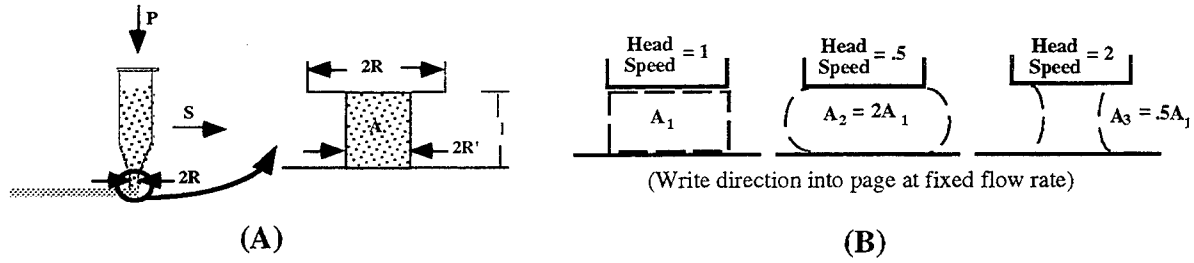 P
S
2R
2R
A
2R'
(A)
Head
Speed = 1
A1
Head
Speed = .5
A2 = 2A1
Head
Speed = 2
A3 = .5A1
(Write direction into page at fixed flow rate)
(B)